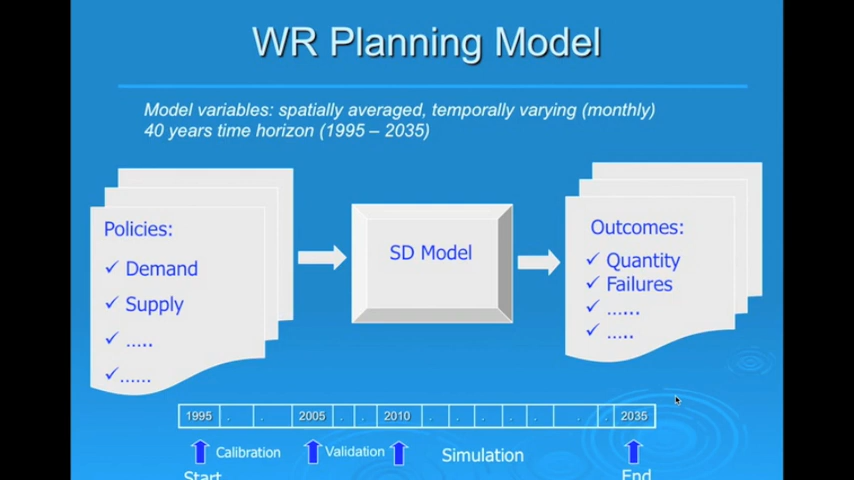 WR Planning Model
Model variables: spatially averaged, temporally varying (monthly)
40 years time horizon (1995 – 2035)
Policies:
✓ Demand
✓ Supply
✓ .....
✓ ......
SD Model
Outcomes:
✓ Quantity
✓ Failures
✓ ......
✓ .....
1995 . . 2005 . . 2010 . . . . . . . 2035
Calibration Validation Simulation
Start End